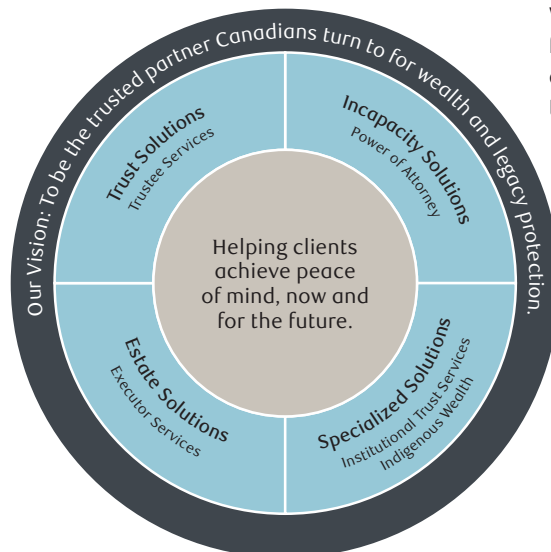 Our Vision: To be the trusted partner Canadians turn to for wealth and legacy protection.
Trust Solutions
Trustee Services
Incapacity Solutions
Power of Attorney
Helping clients
achieve peace
of mind, now and
for the future.
Estate Solutions
Executor Services
Specialized Solutions
Institutional Trust Services
Indigenous Wealth